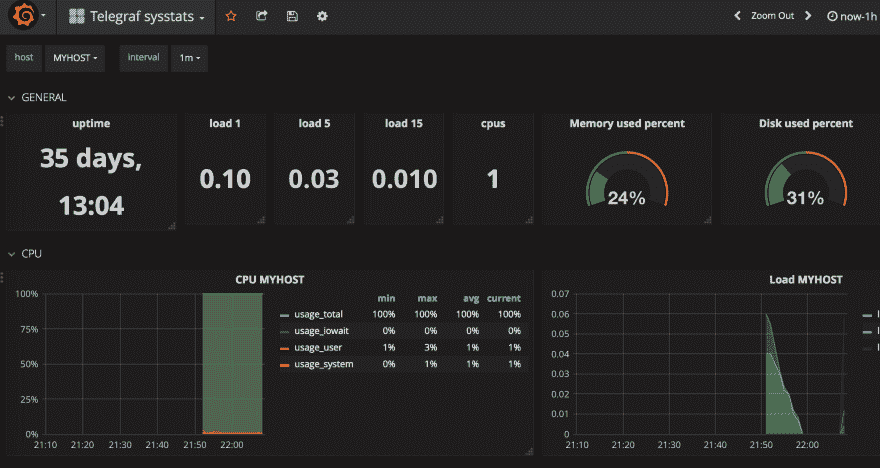 Telegraf sysstats
Zoom Out
now-1h
host MYHOST interval 1m
GENERAL
uptime
35 days,
13:04
load 1
0.10
load 5
0.03
load 15
0.010
cpus
1
Memory used percent
24%
Disk used percent
31%
CPU
CPU MYHOST
100%
75%
50%
25%
0%
21:10 21:20 21:30 21:40 21:50 22:00
min max avg current
usage_total 100% 100% 100% 100%
usage_iowait 0% 0% 0% 0%
usage_user 1% 3% 1% 1%
usage_system 0% 1% 1% 1%
Load MYHOST
0.07
0.06
0.05
0.04
0.03
0.02
0.01
0
21:10 21:20 21:30 21:40 21:50 22:00